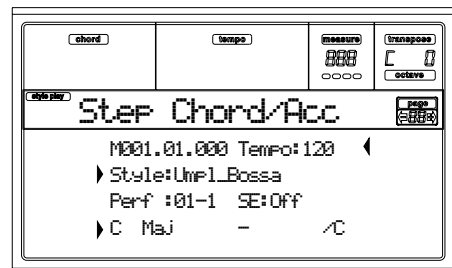 chord tempo measure transpose
888 C 0
octave
style play page
Step Chord/Acc 88
M001.01.000 Tempo:120
Style:Umpl_Bossa
Perf :01-1 SE:Off
C Maj - /C